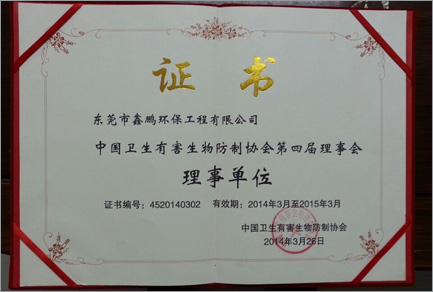 证书
东莞市鑫鹏环保工程有限公司
中国卫生有害生物防制协会第四届理事会
理事单位
证书编号：4520140302 有效期：2014年3月至2015年3月
中国卫生有害生物防制协会
2014年3月26日